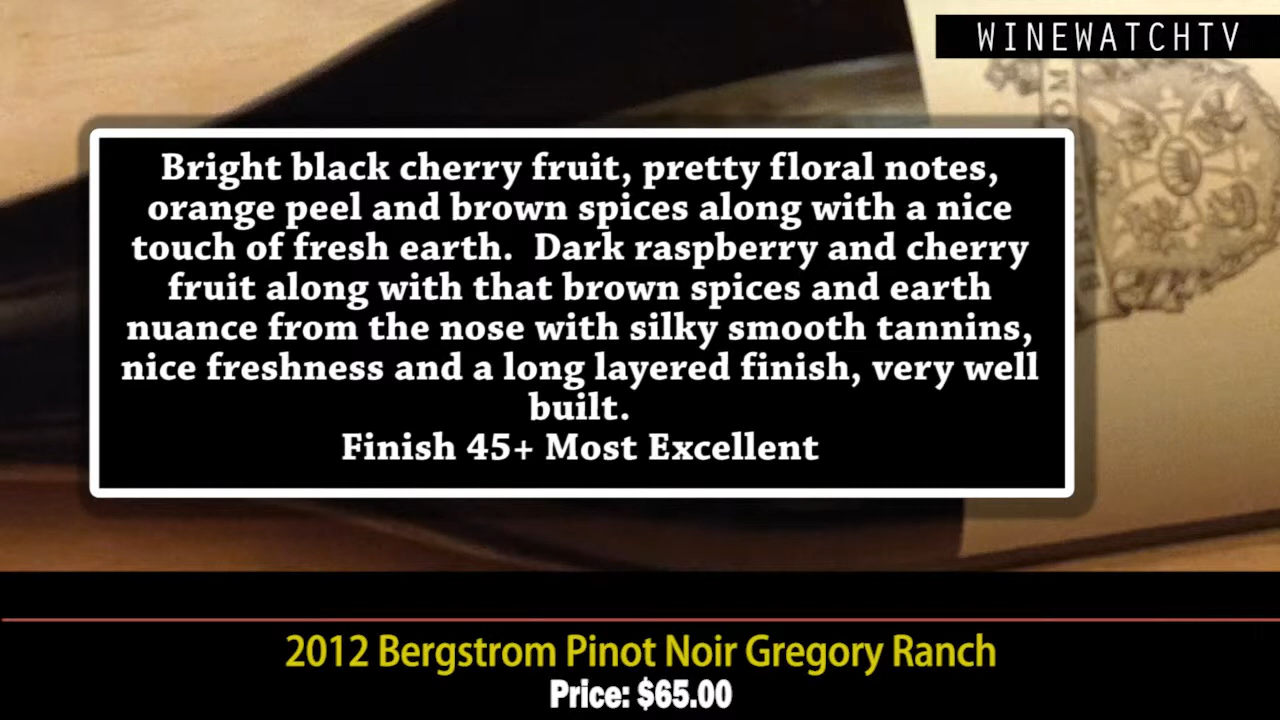 WINEWATCHTV
Bright black cherry fruit, pretty floral notes,
orange peel and brown spices along with a nice
touch of fresh earth.  Dark raspberry and cherry
fruit along with that brown spices and earth
nuance from the nose with silky smooth tannins,
nice freshness and a long layered finish, very well
built.
Finish 45+ Most Excellent
2012 Bergstrom Pinot Noir Gregory Ranch
Price: $65.00